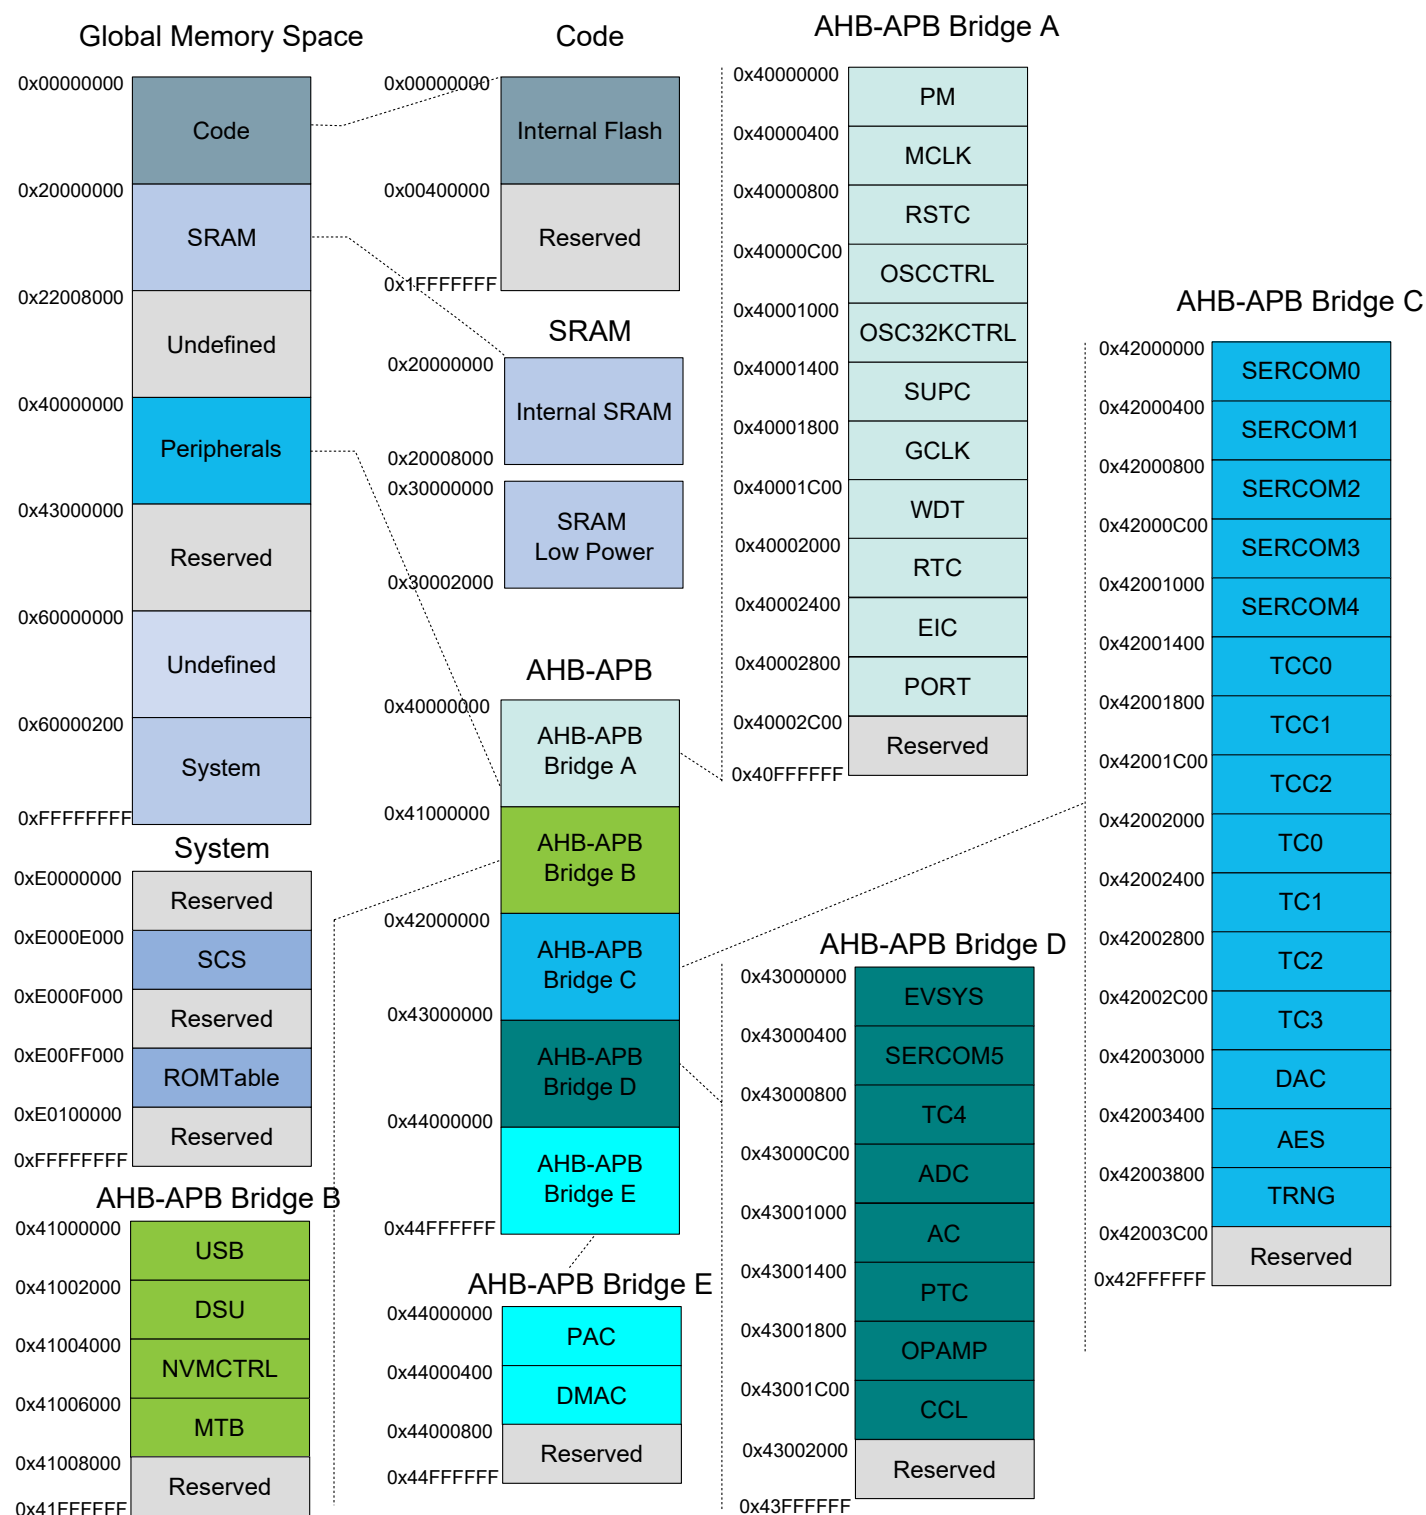 Global Memory Space
0x00000000
Code
0x20000000
SRAM
0x22008000
Undefined
0x40000000
Peripherals
0x43000000
Reserved
0x60000000
Undefined
0x60000200
System
0xFFFFFFFF
System
0xE0000000
Reserved
0xE000E000
SCS
0xE000F000
Reserved
0xE00FF000
ROMTable
0xE0100000
Reserved
0xFFFFFFFF
AHB-APB Bridge B
0x41000000
USB
0x41002000
DSU
0x41004000
NVMCTRL
0x41006000
MTB
0x41008000
Reserved
0x41FFFFFF
Code
0x00000000
Internal Flash
0x00400000
Reserved
0x1FFFFFFF
SRAM
0x20000000
Internal SRAM
0x20008000
0x30000000
SRAM
Low Power
0x30002000
AHB-APB
0x40000000
AHB-APB
Bridge A
0x41000000
AHB-APB
Bridge B
0x42000000
AHB-APB
Bridge C
0x43000000
AHB-APB
Bridge D
0x44000000
AHB-APB
Bridge E
0x44FFFFFF
AHB-APB Bridge E
0x44000000
PAC
0x44000400
DMAC
0x44000800
Reserved
0x44FFFFFF
AHB-APB Bridge A
0x40000000
PM
0x40000400
MCLK
0x40000800
RSTC
0x40000C00
OSCCTRL
0x40001000
OSC32KCTRL
0x40001400
SUPC
0x40001800
GCLK
0x40001C00
WDT
0x40002000
RTC
0x40002400
EIC
0x40002800
PORT
0x40002C00
Reserved
0x40FFFFFF
AHB-APB Bridge D
0x43000000
EVSYS
0x43000400
SERCOM5
0x43000800
TC4
0x43000C00
ADC
0x43001000
AC
0x43001400
PTC
0x43001800
OPAMP
0x43001C00
CCL
0x43002000
Reserved
0x43FFFFFF
AHB-APB Bridge C
0x42000000
SERCOM0
0x42000400
SERCOM1
0x42000800
SERCOM2
0x42000C00
SERCOM3
0x42001000
SERCOM4
0x42001400
TCC0
0x42001800
TCC1
0x42001C00
TCC2
0x42002000
TC0
0x42002400
TC1
0x42002800
TC2
0x42002C00
TC3
0x42003000
DAC
0x42003400
AES
0x42003800
TRNG
0x42003C00
Reserved
0x42FFFFFF